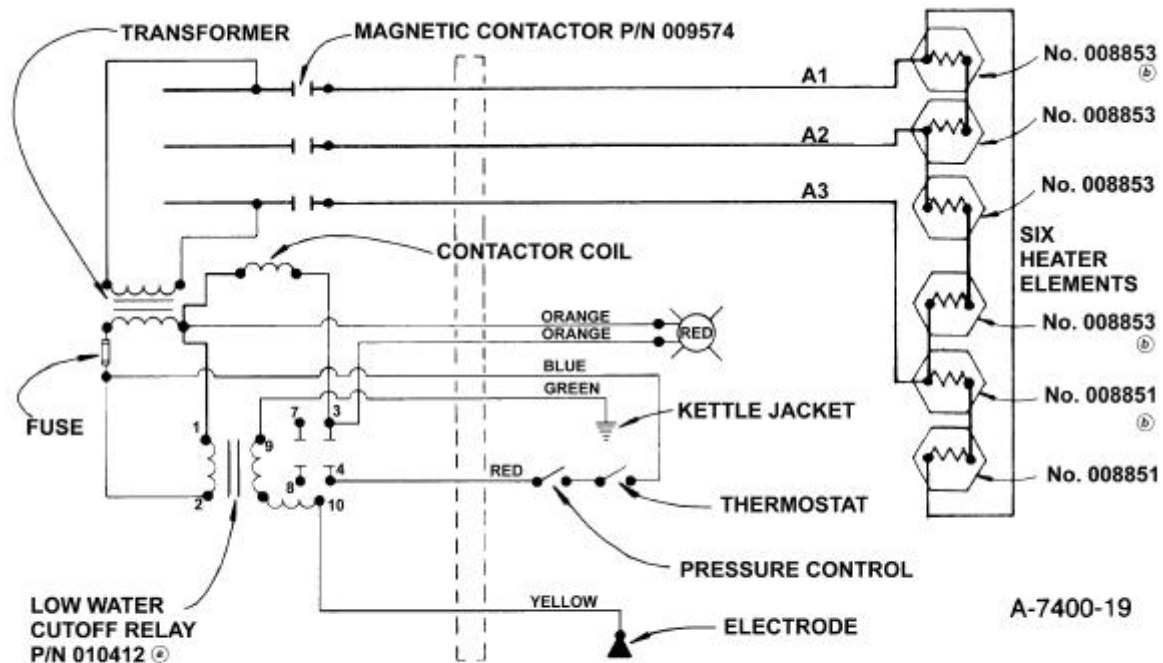 TRANSFORMER
MAGNETIC CONTACTOR P/N 009574
A1
No. 008853
ⓑ
A2
No. 008853
A3
No. 008853
SIX
HEATER
ELEMENTS
CONTACTOR COIL
ORANGE
ORANGE
RED
No. 008853
ⓑ
BLUE
GREEN
FUSE
1
7
3
KETTLE JACKET
No. 008851
ⓑ
9
4
RED
2
8
10
THERMOSTAT
No. 008851
PRESSURE CONTROL
LOW WATER
CUTOFF RELAY
P/N 010412 ⓐ
YELLOW
ELECTRODE
A-7400-19